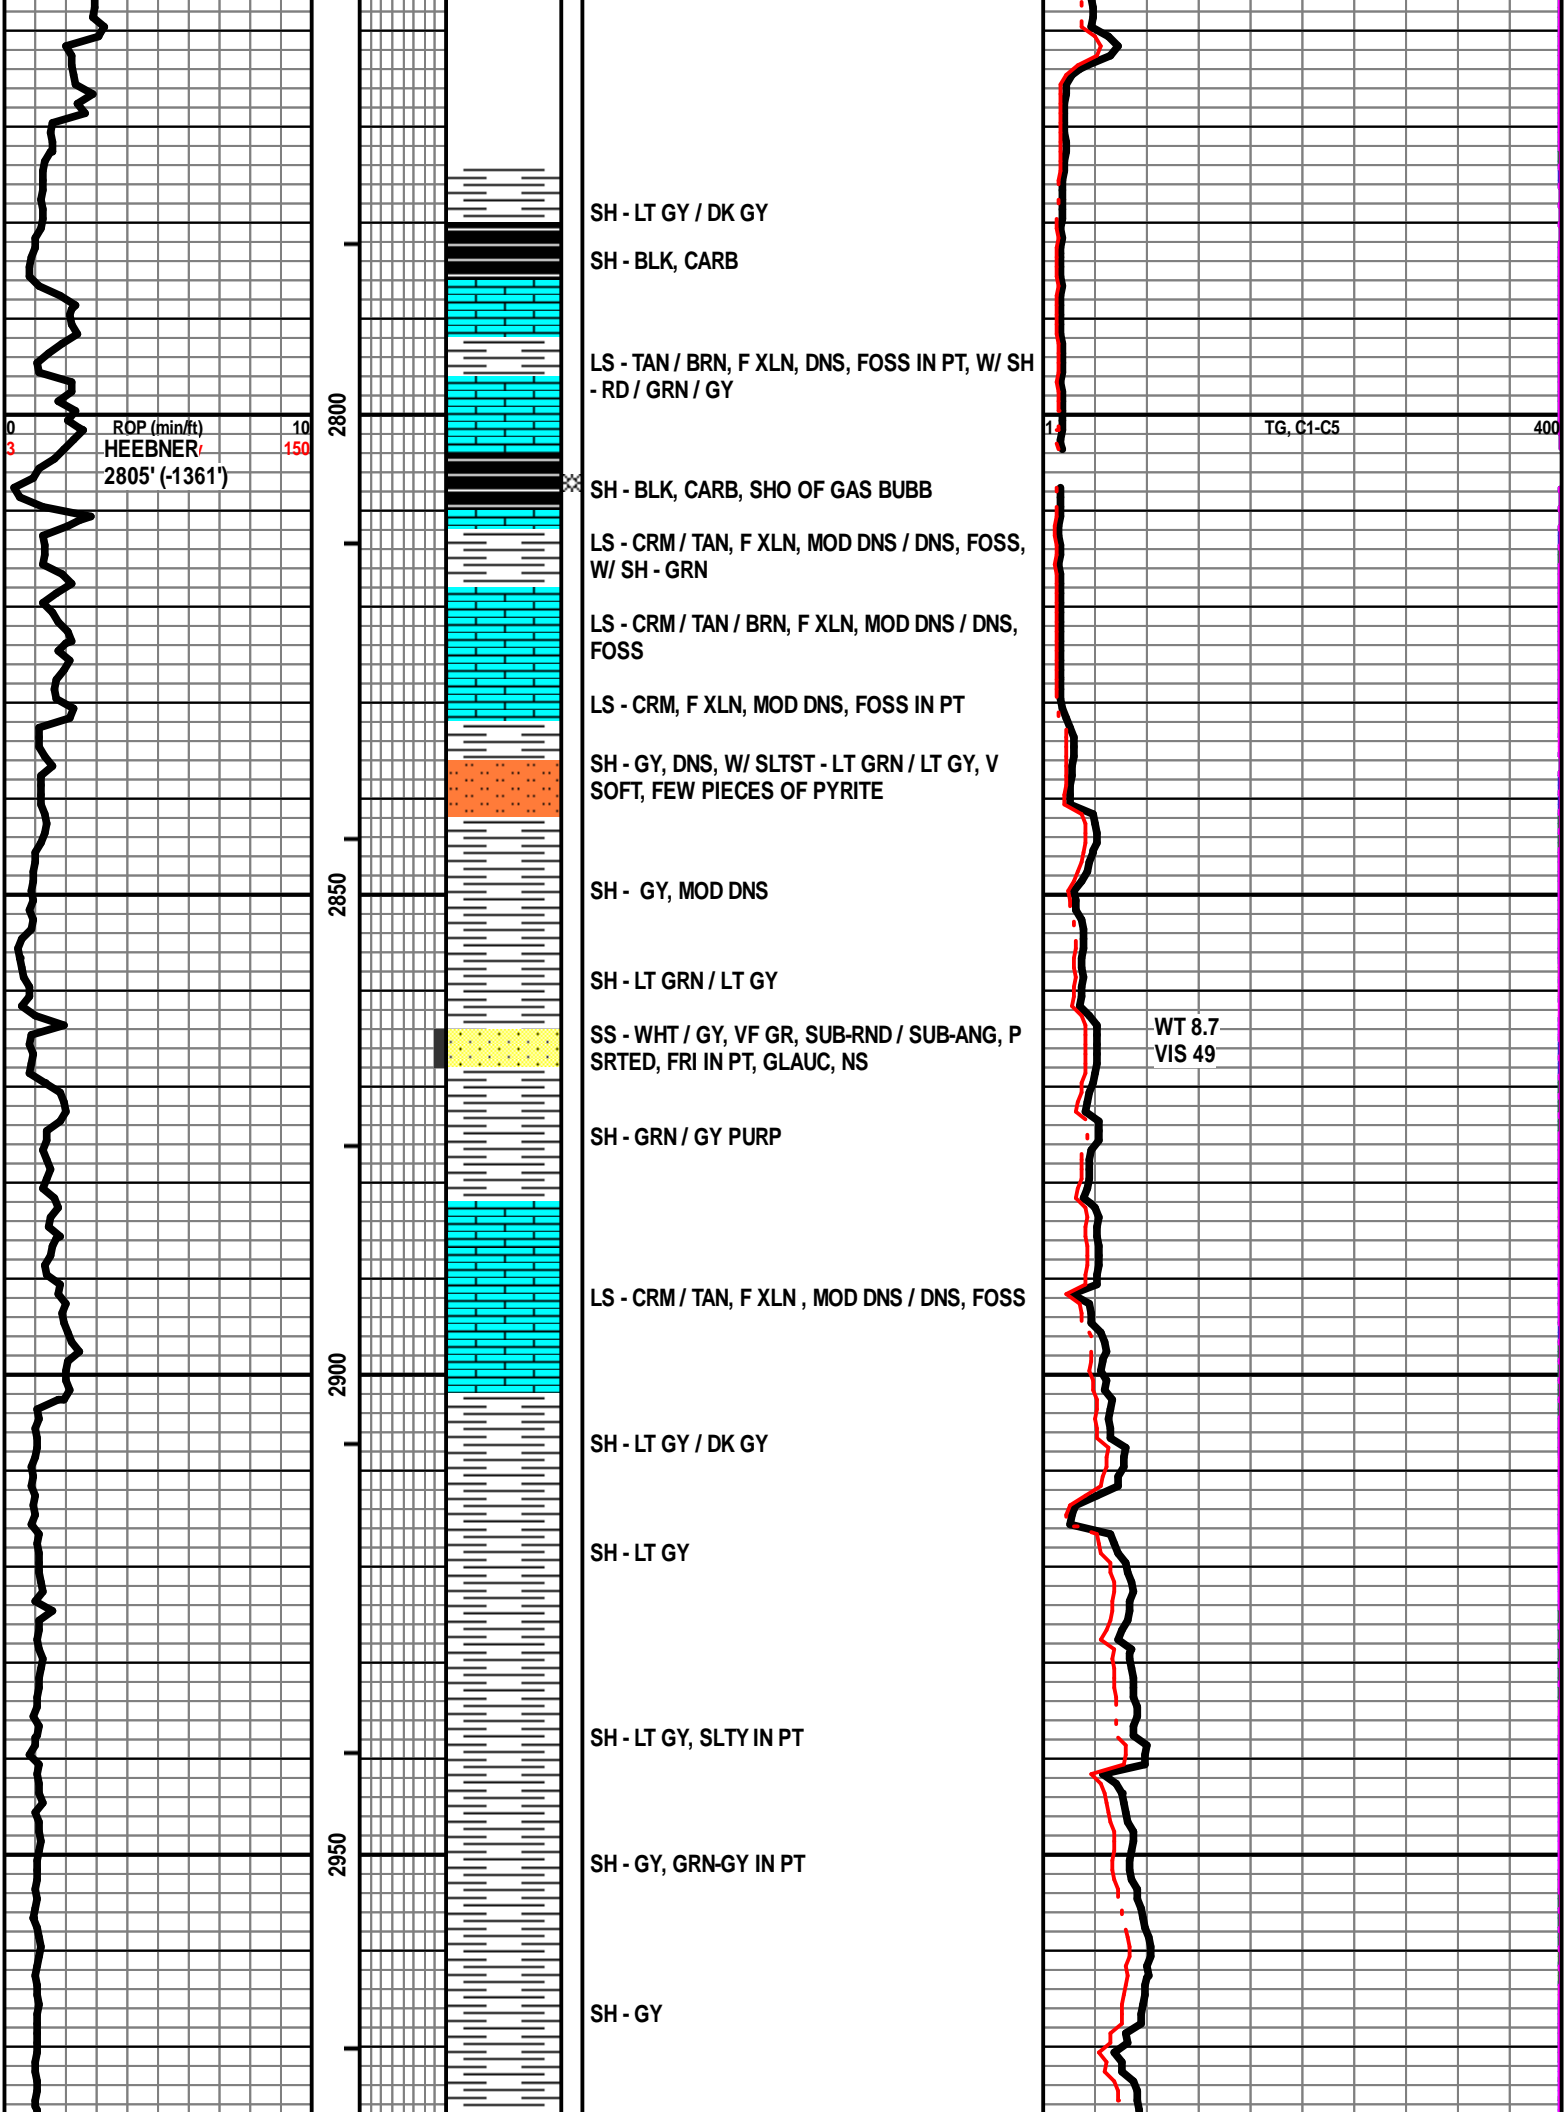 SH - LT GY / DK GY
SH - BLK, CARB
LS - TAN / BRN, F XLN, DNS, FOSS IN PT, W/ SH
- RD / GRN / GY
2800
0 ROP (min/ft) 10
3 150
HEEBNER
2805' (-1361')
1 TG, C1-C5 400
SH - BLK, CARB, SHO OF GAS BUBB
LS - CRM / TAN, F XLN, MOD DNS / DNS, FOSS,
W/ SH - GRN
LS - CRM / TAN / BRN, F XLN, MOD DNS / DNS,
FOSS
LS - CRM, F XLN, MOD DNS, FOSS IN PT
SH - GY, DNS, W/ SLTST - LT GRN / LT GY, V
SOFT, FEW PIECES OF PYRITE
2850
SH - GY, MOD DNS
SH - LT GRN / LT GY
SS - WHT / GY, VF GR, SUB-RND / SUB-ANG, P
SRTED, FRI IN PT, GLAUC, NS
WT 8.7
VIS 49
SH - GRN / GY PURP
LS - CRM / TAN, F XLN , MOD DNS / DNS, FOSS
2900
SH - LT GY / DK GY
SH - LT GY
SH - LT GY, SLTY IN PT
2950
SH - GY, GRN-GY IN PT
SH - GY